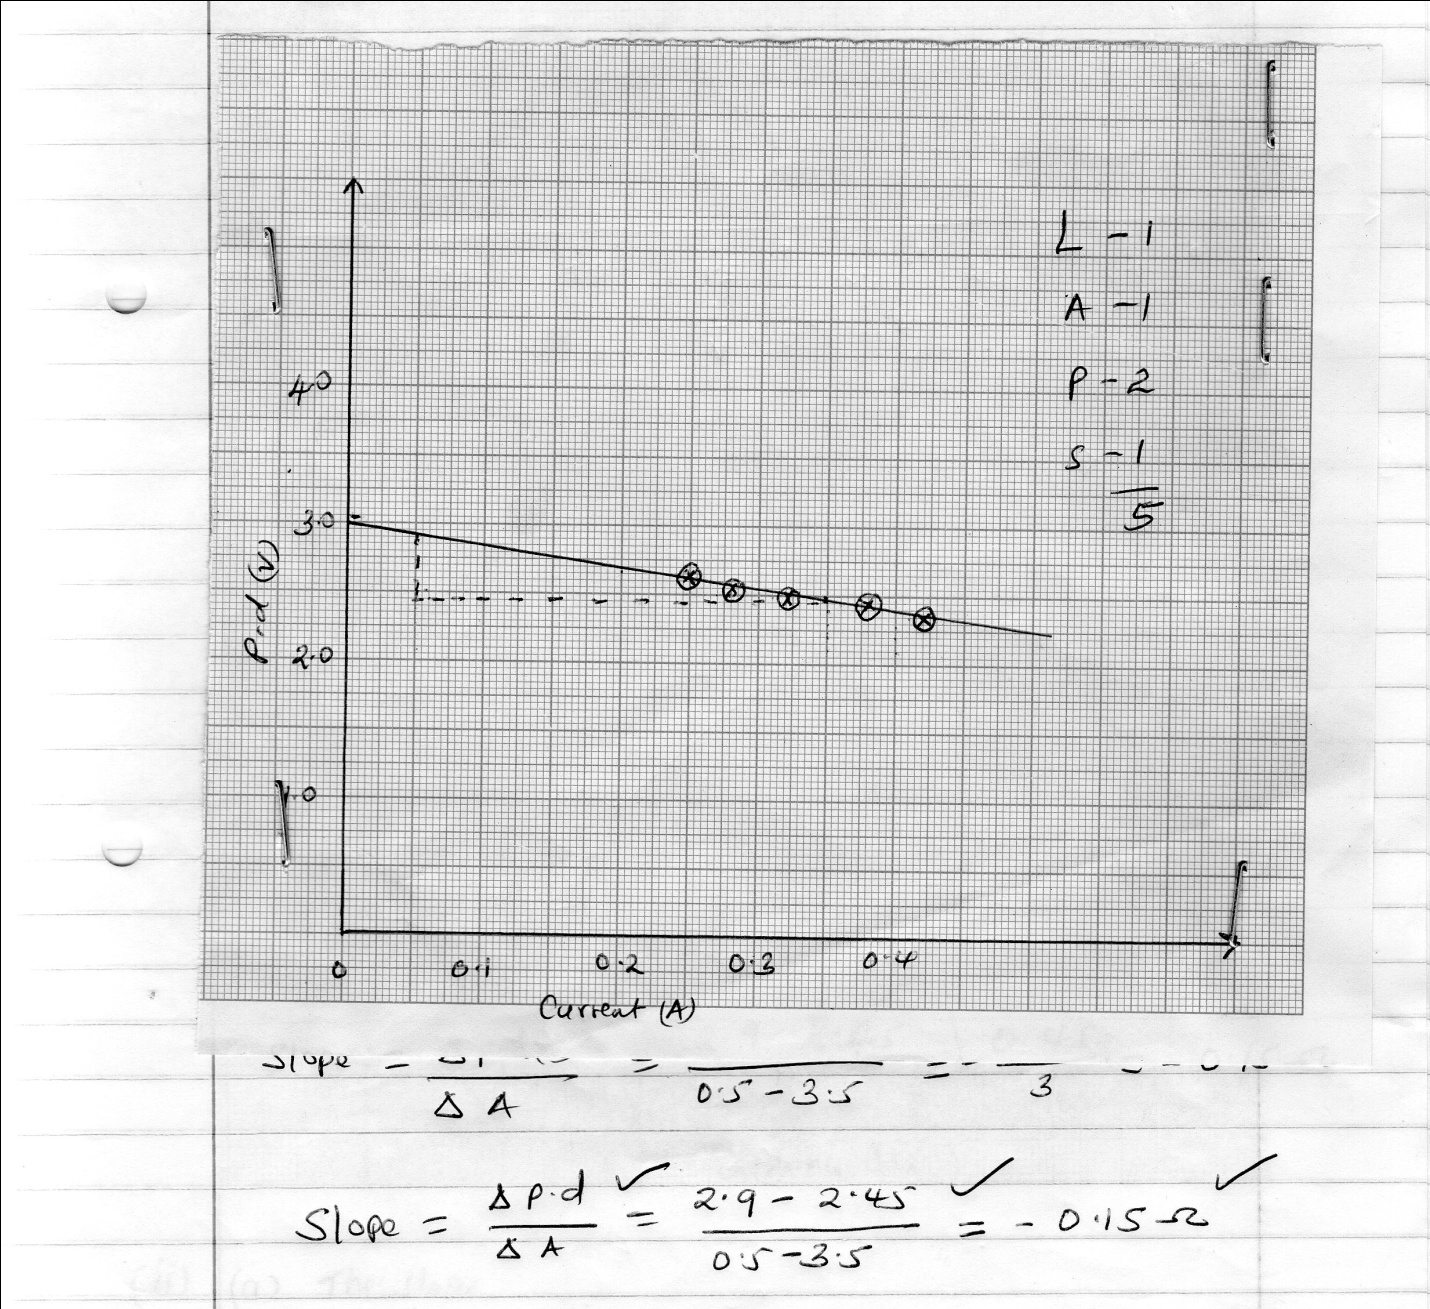 L - 1
A - 1
P - 2
S - 1
5
4.0
3.0
P.d (V)
2.0
1.0
0 0.1 0.2 0.3 0.4
Current (A)
Slope = = = -
Δ A 0.5 - 3.5 3
Slope = Δ P.d ✓ = 2.9 - 2.45 ✓ = - 0.15 Ω ✓
Δ A 0.5 - 3.5